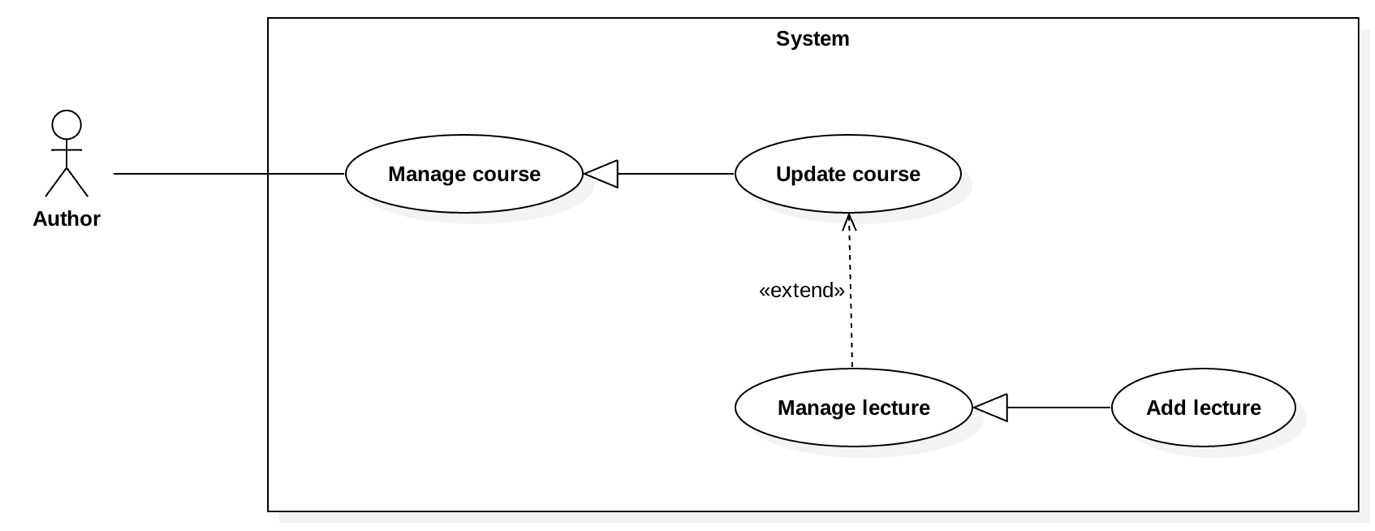 System
Author
Manage course
Update course
«extend»
Manage lecture
Add lecture